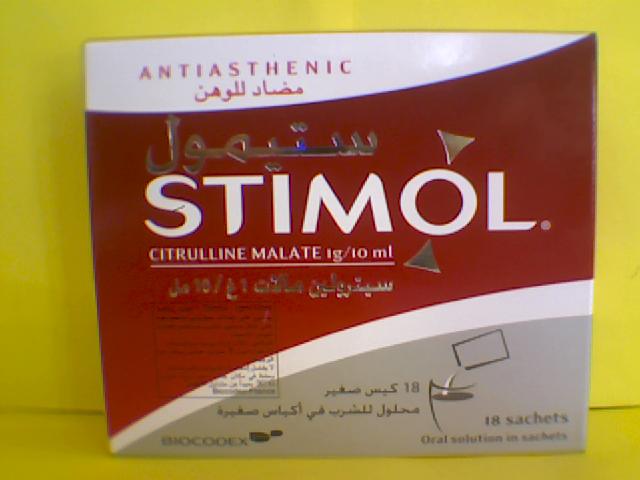 ANTIASTHENIC
مضاد للوهن
ستيمول
STIMOL®
CITRULLINE MALATE 1g/10 ml
سيترولين مالات ١ غ / 10 مل
18 كيس صغير
محلول للشرب في أكياس صغيرة
18 sachets
Oral solution in sachets
BIOCODEX